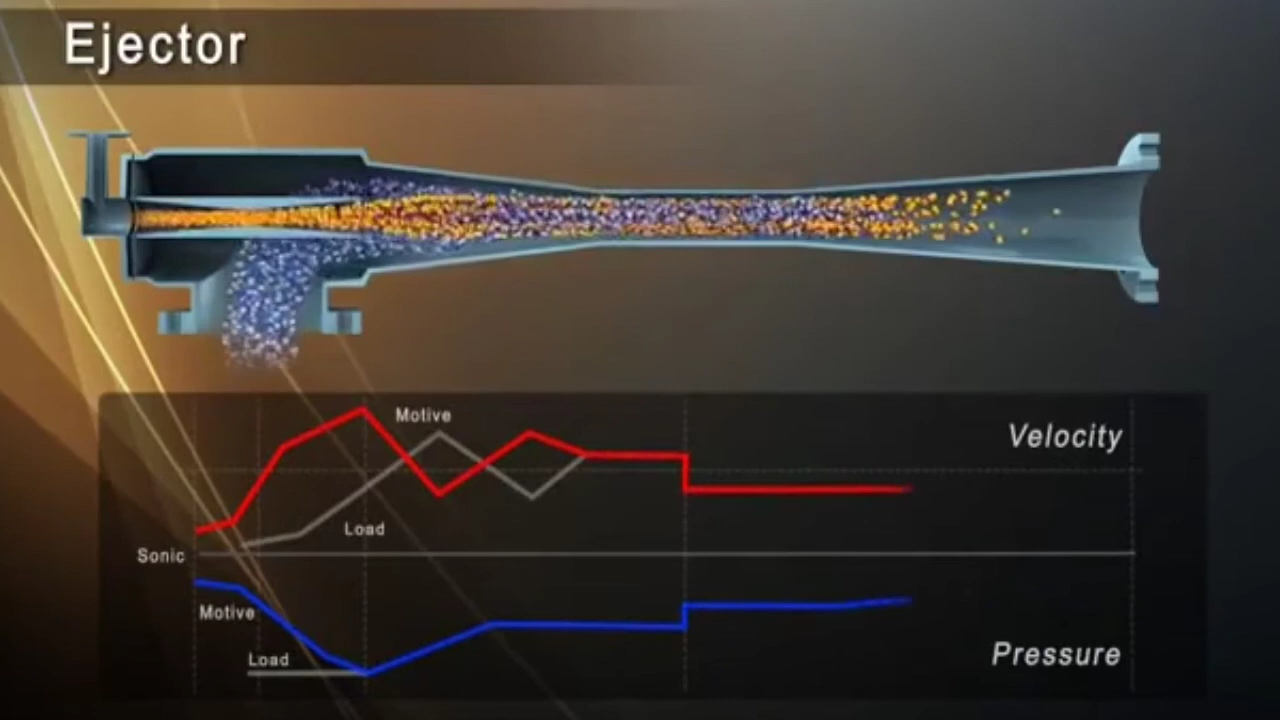 Ejector
Motive
Velocity
Load
Sonic
Motive
Load
Pressure